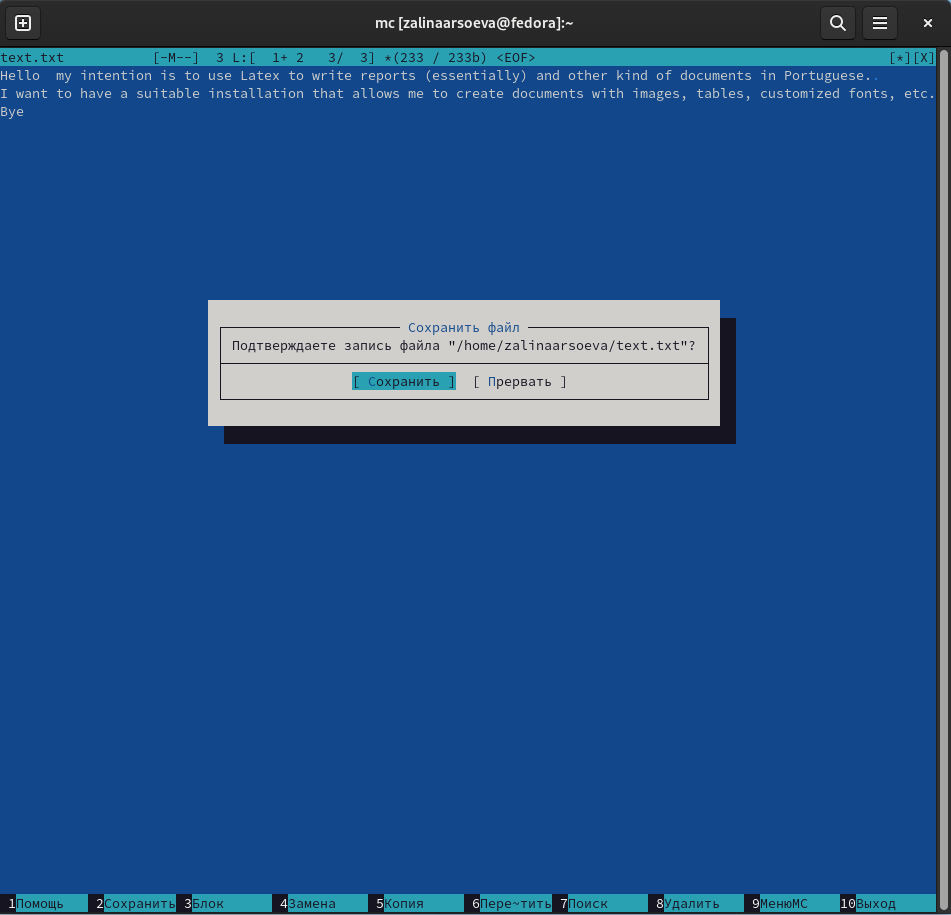 mc [zalinaarsoeva@fedora]:~
text.txt [-M--] 3 L:[ 1+ 2 3/ 3] *(233 / 233b) <EOF> [*][X]
Hello  my intention is to use Latex to write reports (essentially) and other kind of documents in Portuguese..
I want to have a suitable installation that allows me to create documents with images, tables, customized fonts, etc.
Bye
Сохранить файл
Подтверждаете запись файла "/home/zalinaarsoeva/text.txt"?
[ Сохранить ] [ Прервать ]
1Помощь 2Сохранить 3Блок 4Замена 5Копия 6Пере~тить 7Поиск 8Удалить 9МенюМС 10Выход